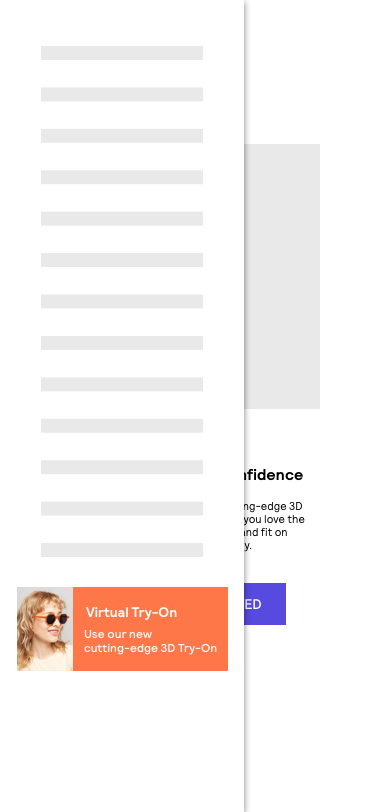 Virtual Try-On
Use our new
cutting-edge 3D Try-On
nfidence
ng-edge 3D
you love the
and fit on
y.
ED